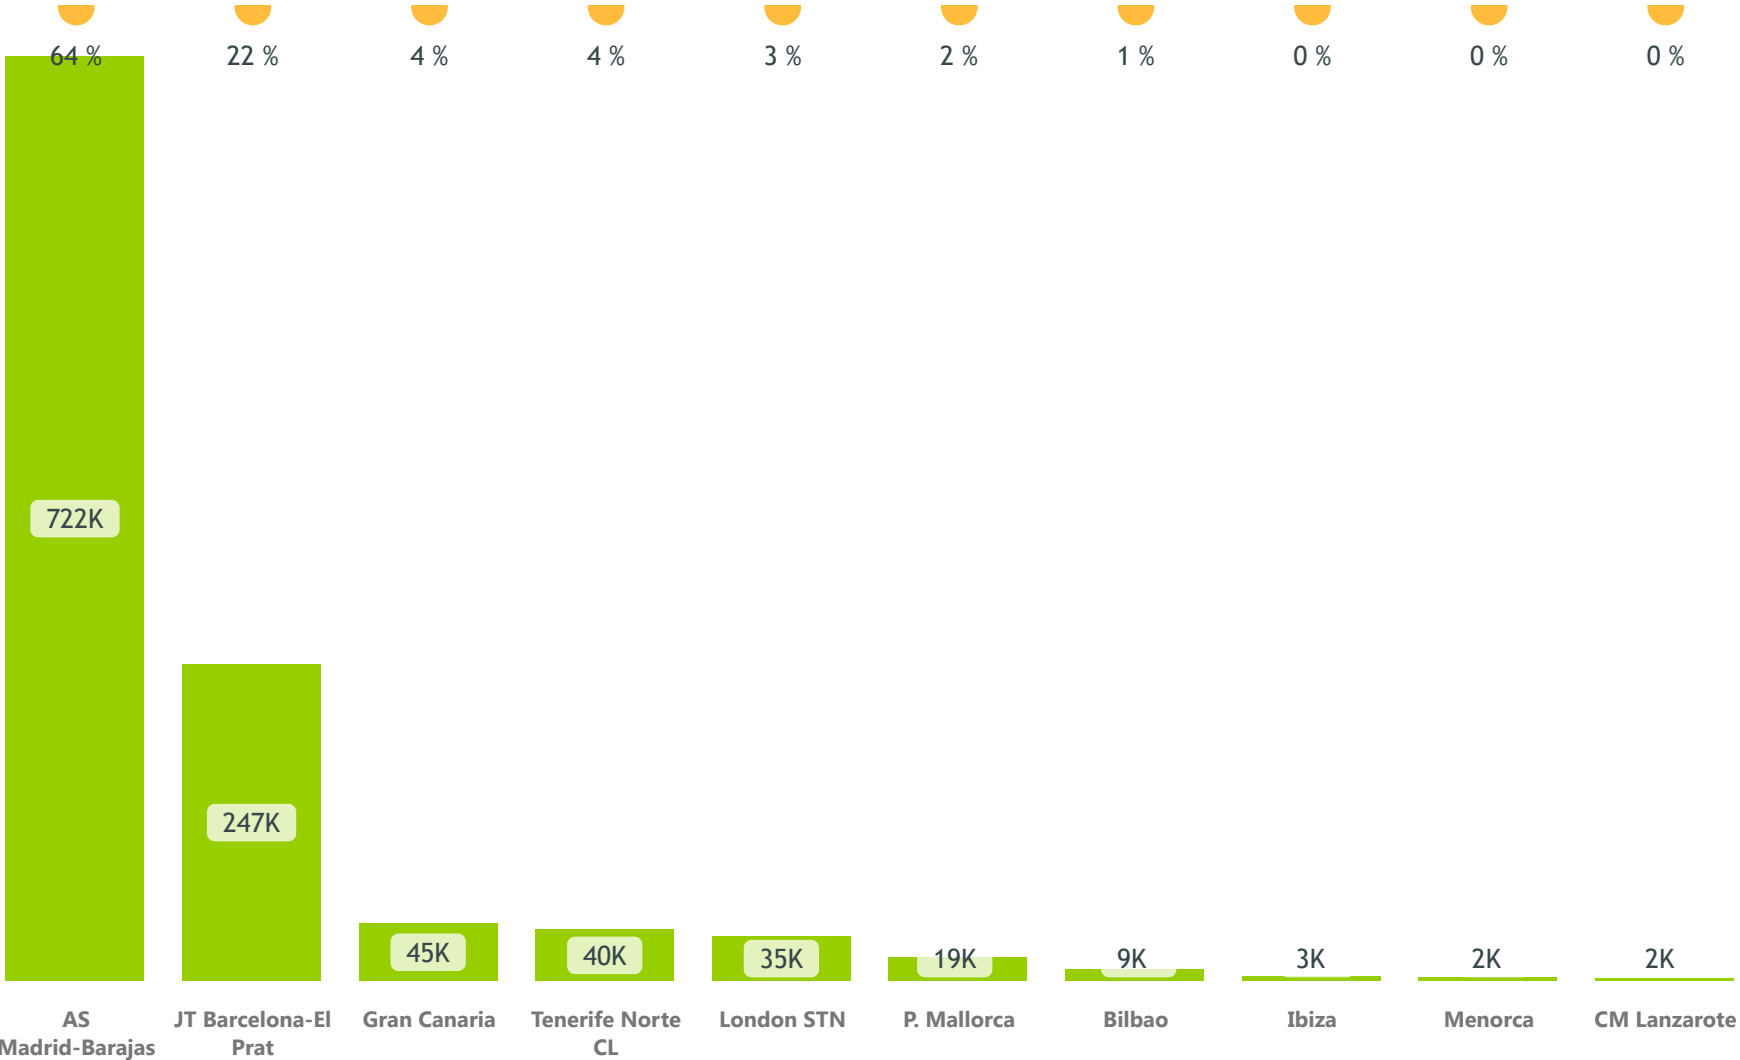 64 %
22 %
4 %
4 %
3 %
2 %
1 %
0 %
0 %
0 %
722K
247K
45K
40K
35K
19K
9K
3K
2K
2K
AS
Madrid-Barajas
JT Barcelona-El
Prat
Gran Canaria
Tenerife Norte
CL
London STN
P. Mallorca
Bilbao
Ibiza
Menorca
CM Lanzarote